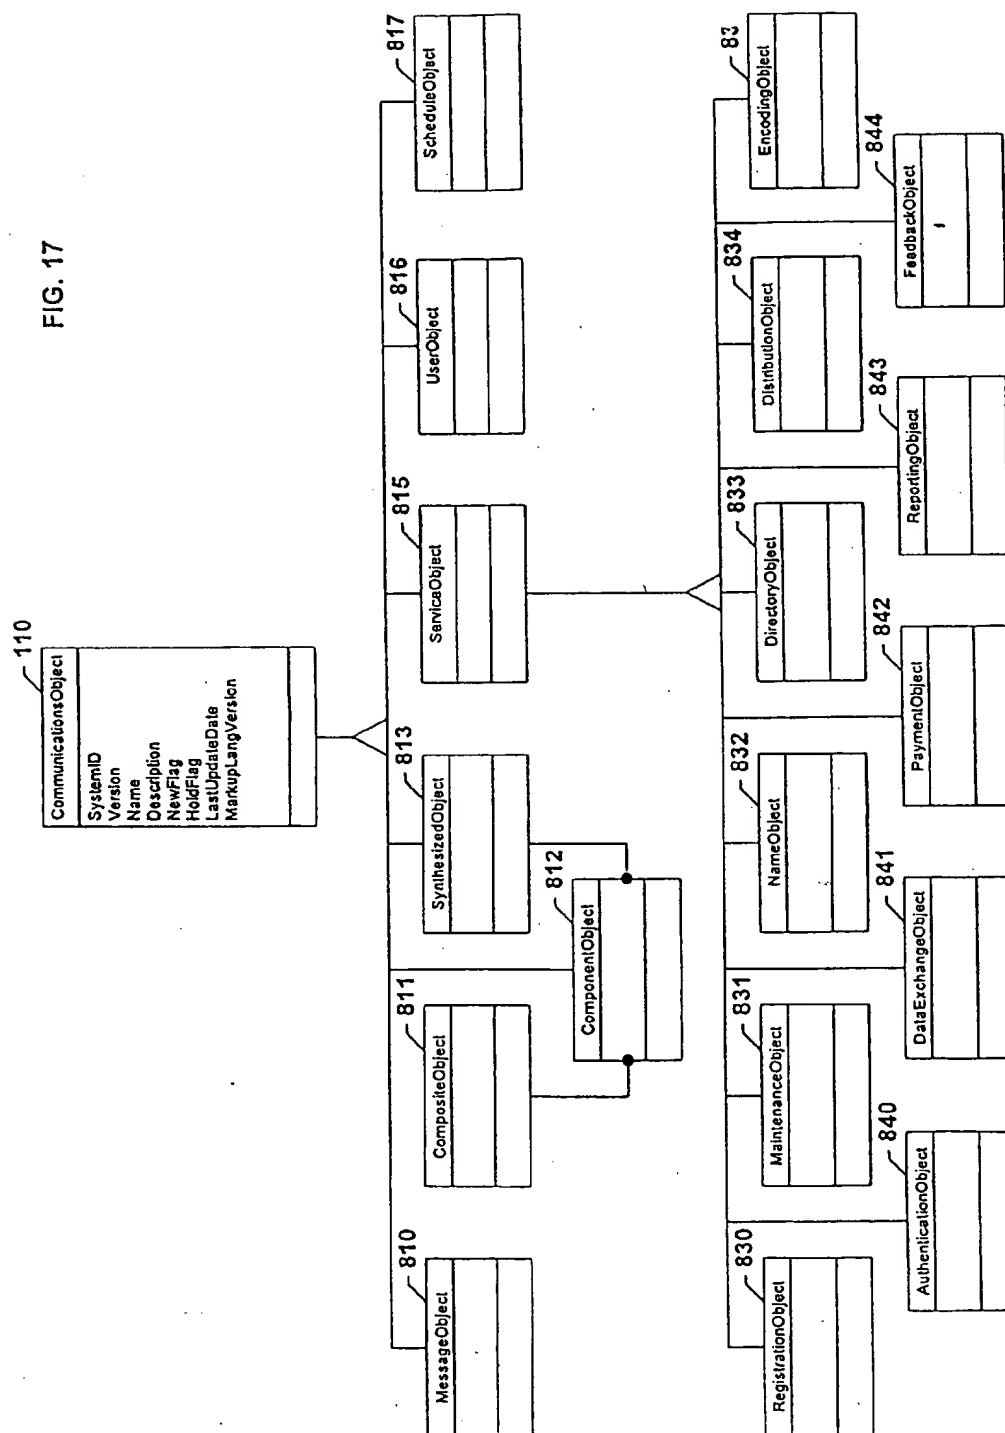 FIG. 17
110
CommunicationsObject
SystemID
Version
Name
Description
NewFlag
HoldFlag
LastUpdateDate
MarkupLangVersion
810
MessageObject
811
CompositeObject
812
ComponentObject
813
SynthesizedObject
815
ServiceObject
816
UserObject
817
ScheduleObject
830
RegistrationObject
831
MaintenanceObject
832
NameObject
833
DirectoryObject
834
DistributionObject
83
EncodingObject
840
AuthenticationObject
841
DataExchangeObject
842
PaymentObject
843
ReportingObject
844
FeedbackObject